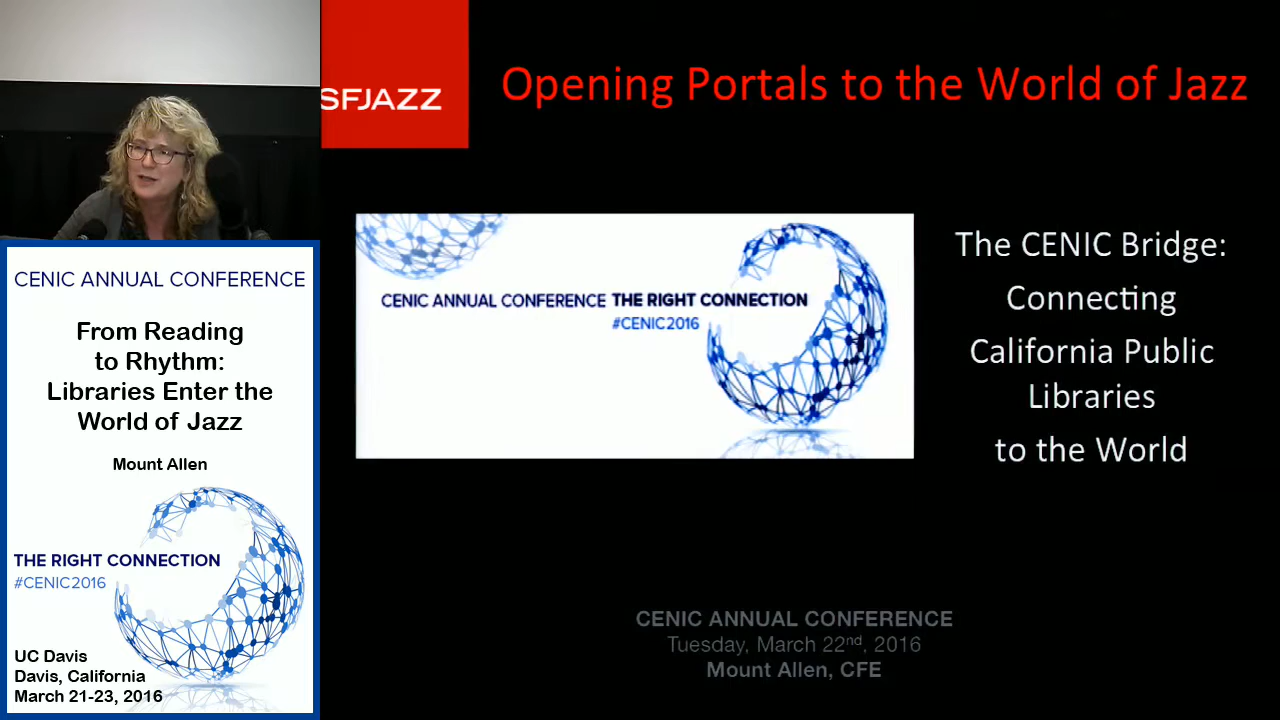 SFJAZZ
Opening Portals to the World of Jazz
CENIC ANNUAL CONFERENCE THE RIGHT CONNECTION
#CENIC2016
The CENIC Bridge:
Connecting
California Public
Libraries
to the World
CENIC ANNUAL CONFERENCE
Tuesday, March 22nd, 2016
Mount Allen, CFE
CENIC ANNUAL CONFERENCE
From Reading
to Rhythm:
Libraries Enter the
World of Jazz
Mount Allen
THE RIGHT CONNECTION
#CENIC2016
UC Davis
Davis, California
March 21-23, 2016